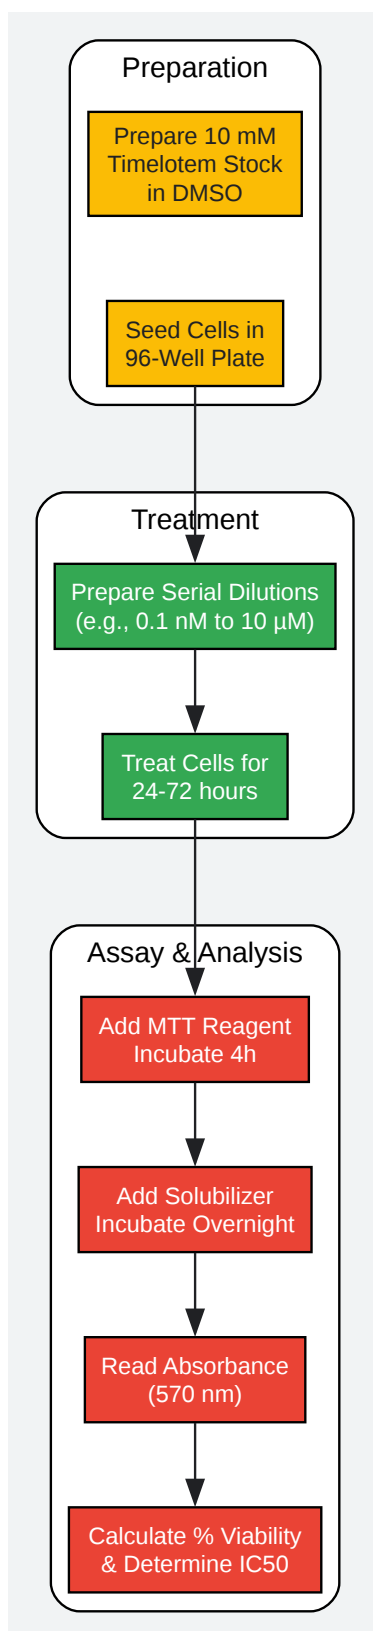 Preparation
Prepare 10 mM
Timelotem Stock
in DMSO
Seed Cells in
96-Well Plate
Treatment
Prepare Serial Dilutions
(e.g., 0.1 nM to 10 µM)
Treat Cells for
24-72 hours
Assay & Analysis
Add MTT Reagent
Incubate 4h
Add Solubilizer
Incubate Overnight
Read Absorbance
(570 nm)
Calculate % Viability
& Determine IC50